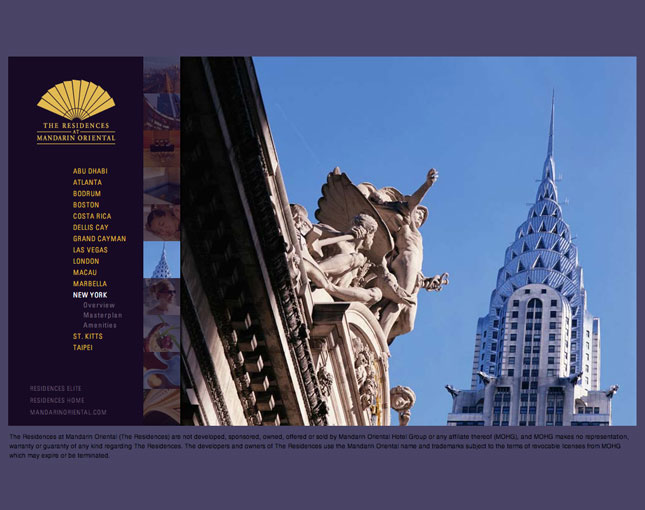 THE RESIDENCES
AT
MANDARIN ORIENTAL
ABU DHABI
ATLANTA
BODRUM
BOSTON
COSTA RICA
DELLIS CAY
GRAND CAYMAN
LAS VEGAS
LONDON
MACAU
MARBELLA
NEW YORK
Overview
Masterplan
Amenities
ST. KITTS
TAIPEI
RESIDENCES ELITE
RESIDENCES HOME
MANDARINORIENTAL.COM
The Residences at Mandarin Oriental (The Residences) are not developed, sponsored, owned, offered or sold by Mandarin Oriental Hotel Group or any affiliate thereof (MOHG), and MOHG makes no representation,
warranty or guaranty of any kind regarding The Residences. The developers and owners of The Residences use the Mandarin Oriental name and trademarks subject to the terms of revocable licenses from MOHG
which may expire or be terminated.